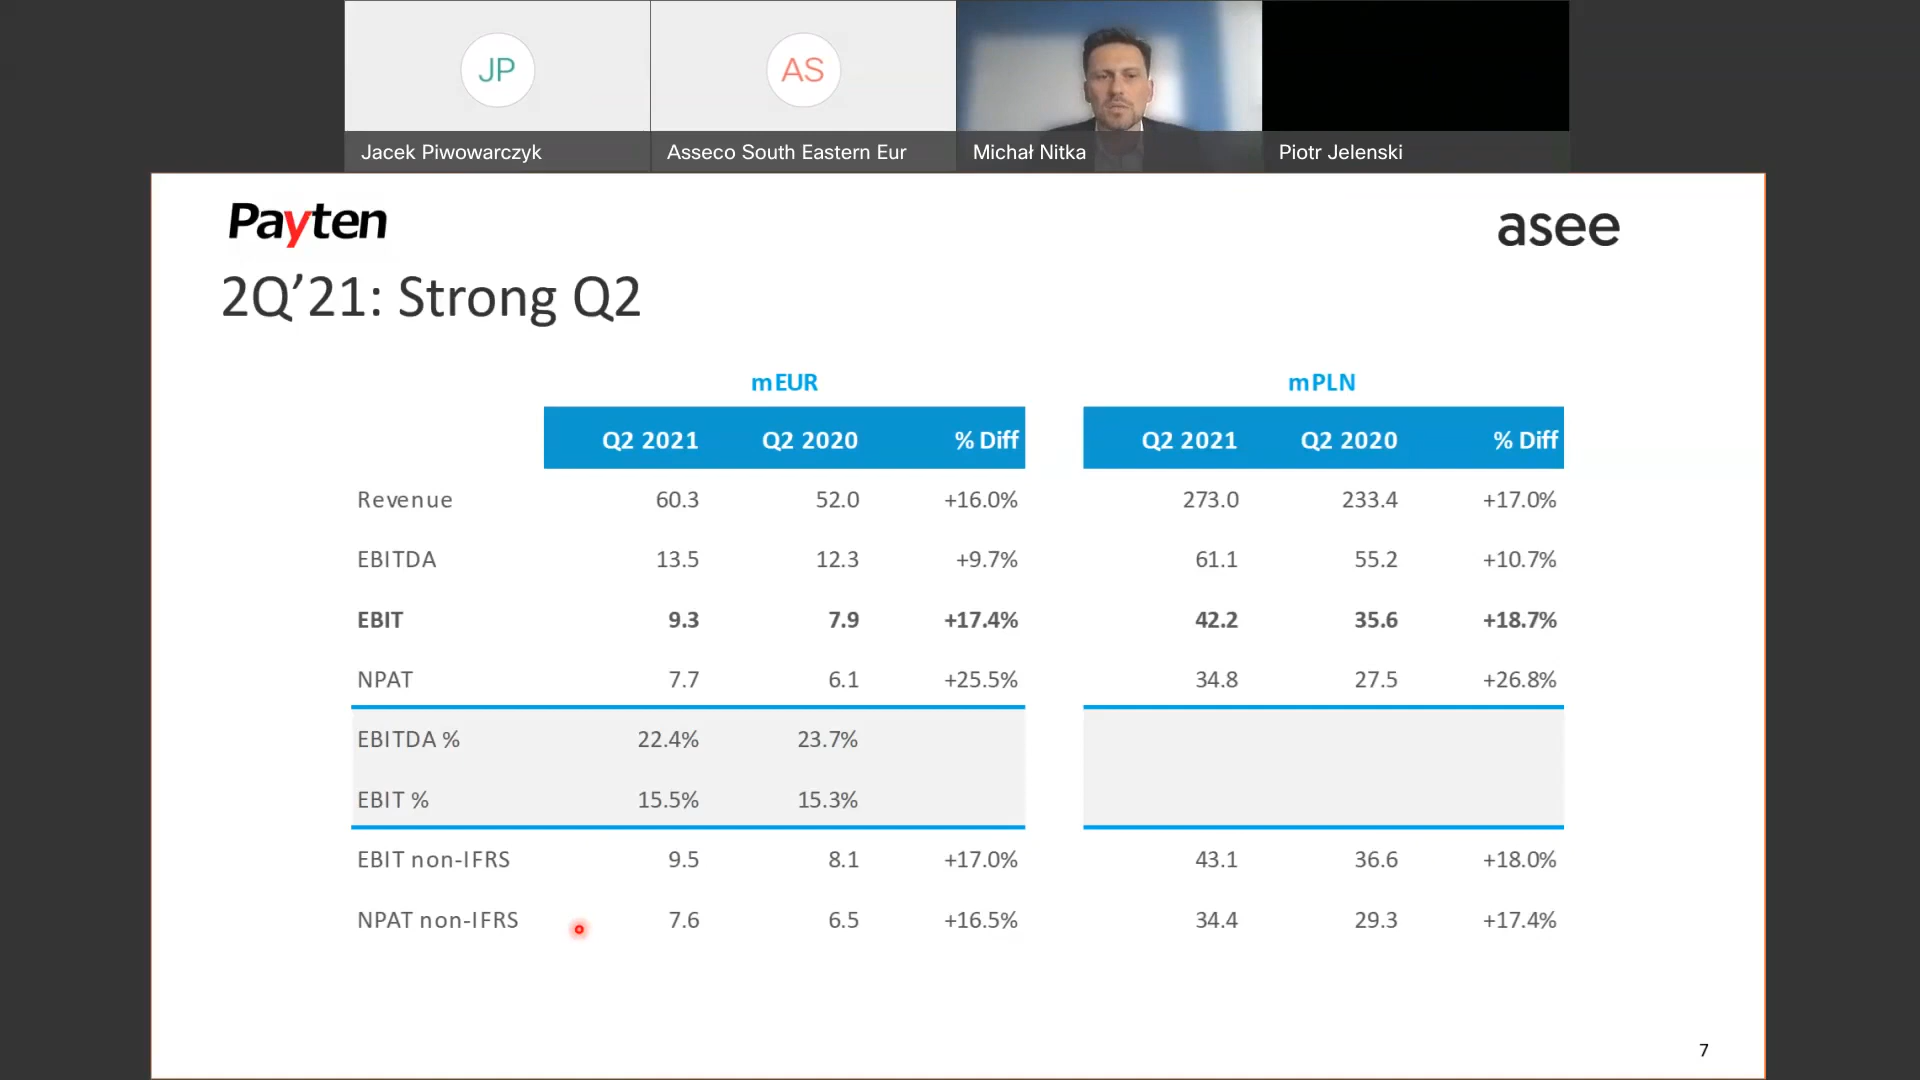 JP
AS
Jacek Piwowarczyk
Asseco South Eastern Eur
Michał Nitka
Piotr Jelenski
Payten
asee
2Q’21: Strong Q2
mEUR mPLN
Q2 2021 Q2 2020 % Diff Q2 2021 Q2 2020 % Diff
Revenue 60.3 52.0 +16.0% 273.0 233.4 +17.0%
EBITDA 13.5 12.3 +9.7% 61.1 55.2 +10.7%
EBIT 9.3 7.9 +17.4% 42.2 35.6 +18.7%
NPAT 7.7 6.1 +25.5% 34.8 27.5 +26.8%
EBITDA % 22.4% 23.7%
EBIT % 15.5% 15.3%
EBIT non-IFRS 9.5 8.1 +17.0% 43.1 36.6 +18.0%
NPAT non-IFRS 7.6 6.5 +16.5% 34.4 29.3 +17.4%
7